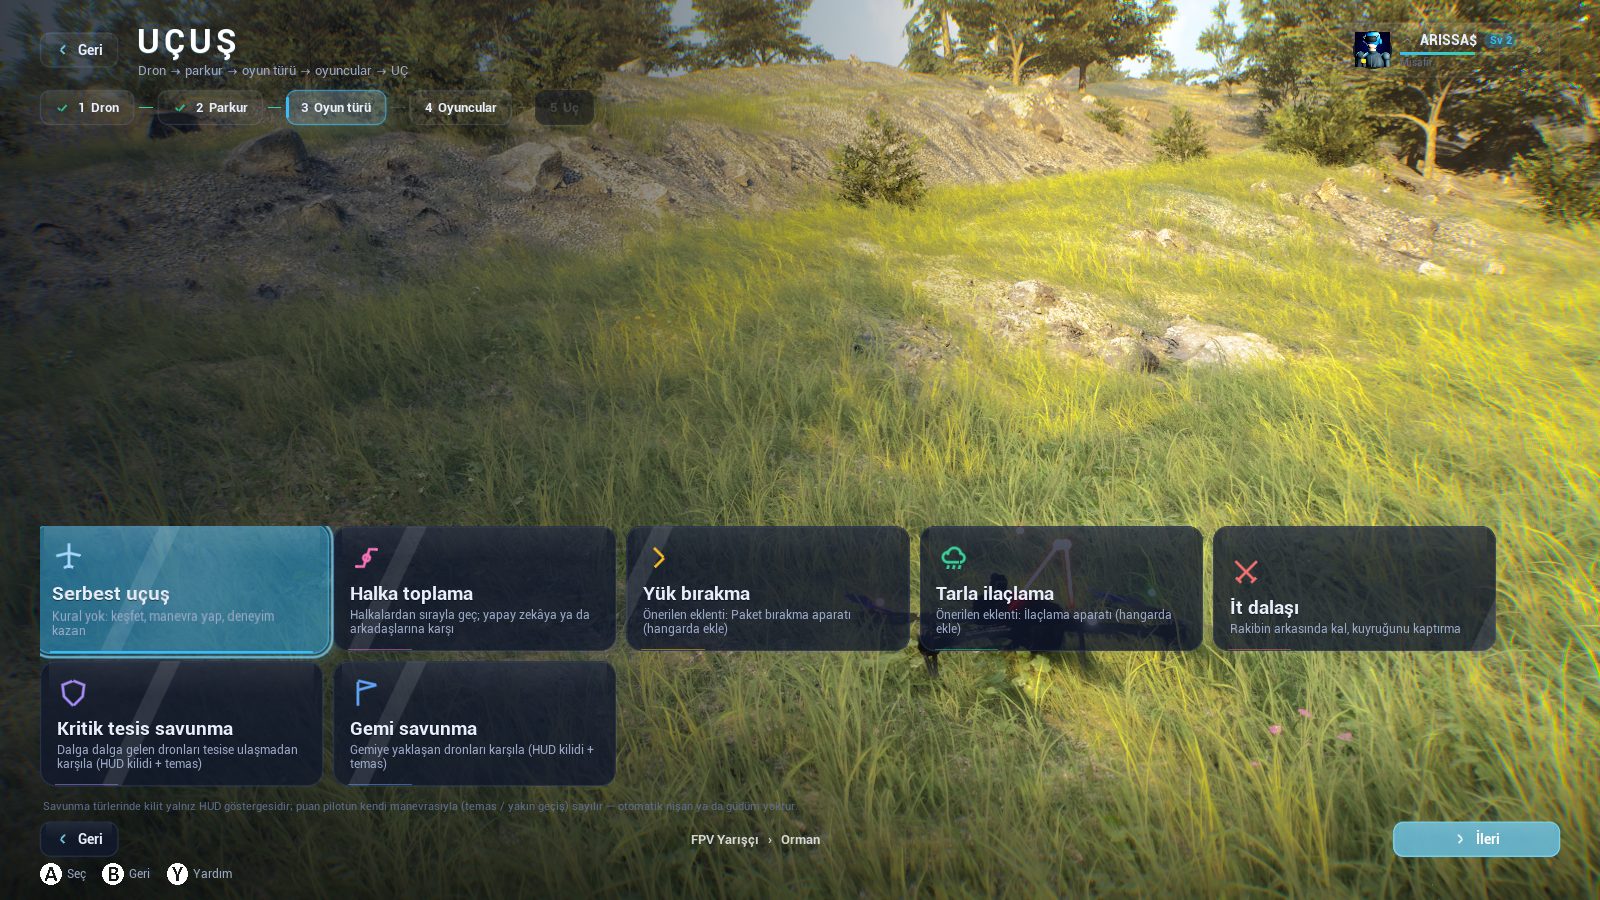 Geri
UÇUŞ
Dron → parkur → oyun türü → oyuncular → UÇ
ARISSA$
Sv 2
Misafir
1 Dron
2 Parkur
3 Oyun türü
4 Oyuncular
5 Uç
Serbest uçuş
Kural yok: keşfet, manevra yap, deneyim
kazan
Halka toplama
Halkalardan sırayla geç; yapay zekâya ya da
arkadaşlarına karşı
Yük bırakma
Önerilen eklenti: Paket bırakma aparatı
(hangarda ekle)
Tarla ilaçlama
Önerilen eklenti: İlaçlama aparatı (hangarda
ekle)
İt dalaşı
Rakibin arkasında kal, kuyruğunu kaptırma
Kritik tesis savunma
Dalga dalga gelen dronları tesise ulaşmadan
karşıla (HUD kilidi + temas)
Gemi savunma
Gemiye yaklaşan dronları karşıla (HUD kilidi +
temas)
Savunma türlerinde kilit yalnız HUD göstergesidir; puan pilotun kendi manevrasıyla (temas / yakın geçiş) sayılır — otomatik nişan ya da güdüm yoktur.
Geri
FPV Yarışçı › Orman
İleri
A Seç B Geri Y Yardım